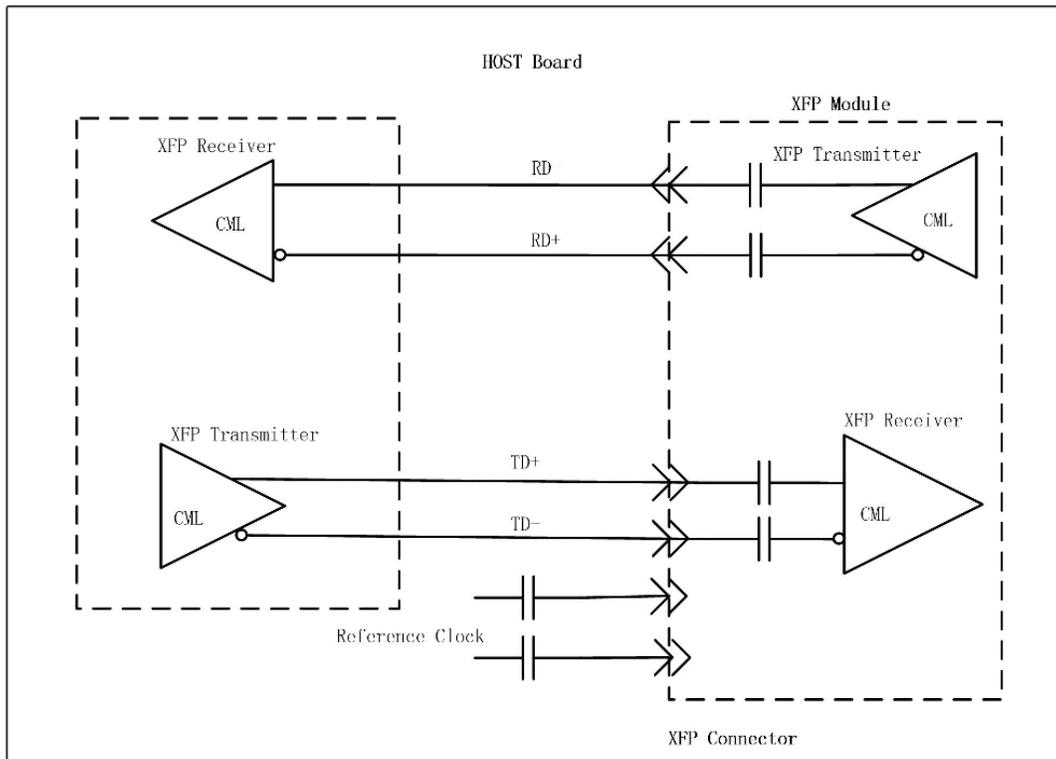 HOST Board
XFP Module
XFP Receiver
XFP Transmitter
RD
CML
CML
RD+
XFP Receiver
XFP Transmitter
TD+
CML
CML
TD-
Reference Clock
XFP Connector